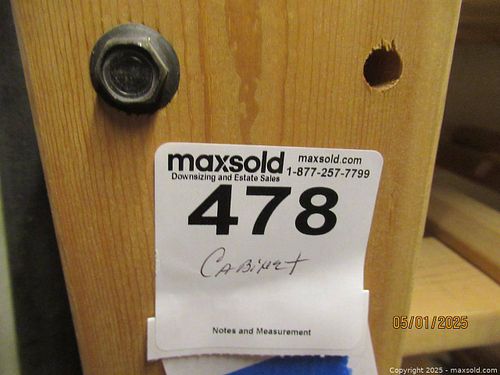 maxsold
maxsold.com
Downsizing and Estate Sales
1-877-257-7799
478
Cabinet
Notes and Measurement
05/01/2025
Copyright 2025 - maxsold.com